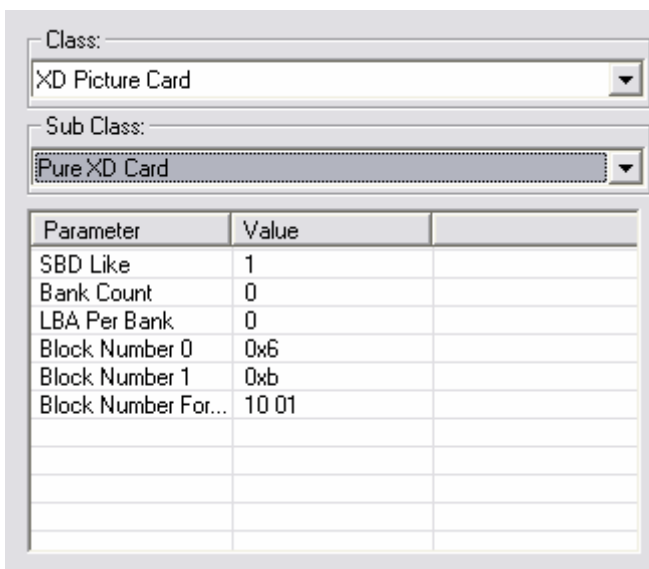 Class:
XD Picture Card
Sub Class:
Pure XD Card
Parameter Value
SBD Like 1
Bank Count 0
LBA Per Bank 0
Block Number 0 0x6
Block Number 1 0xb
Block Number For... 10 01